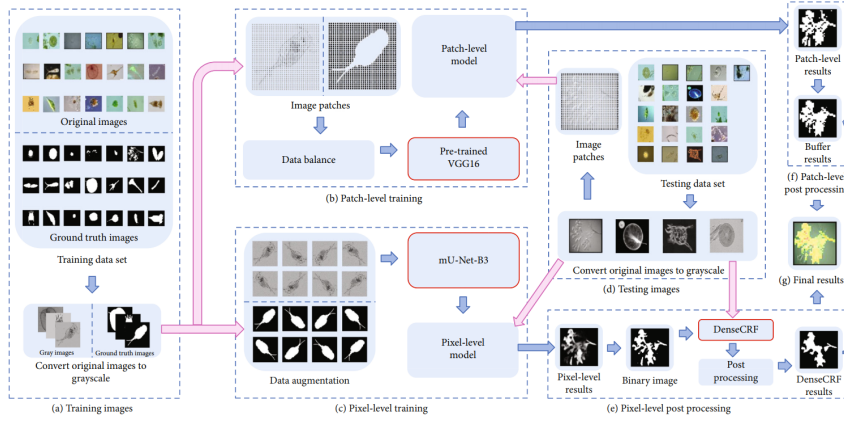 Original images
Ground truth images
Training data set
Gray images
Ground truth images
Convert original images to
grayscale
(a) Training images
Image patches
Data balance
Pre-trained
VGG16
Patch-level
model
(b) Patch-level training
mU-Net-B3
Pixel-level
model
Data augmentation
(c) Pixel-level training
Image
patches
Testing data set
Convert original images to grayscale
(d) Testing images
Pixel-level
results
Binary image
DenseCRF
Post
processing
DenseCRF
results
(e) Pixel-level post processing
Patch-level
results
Buffer
results
(f) Patch-level
post processing
(g) Final results